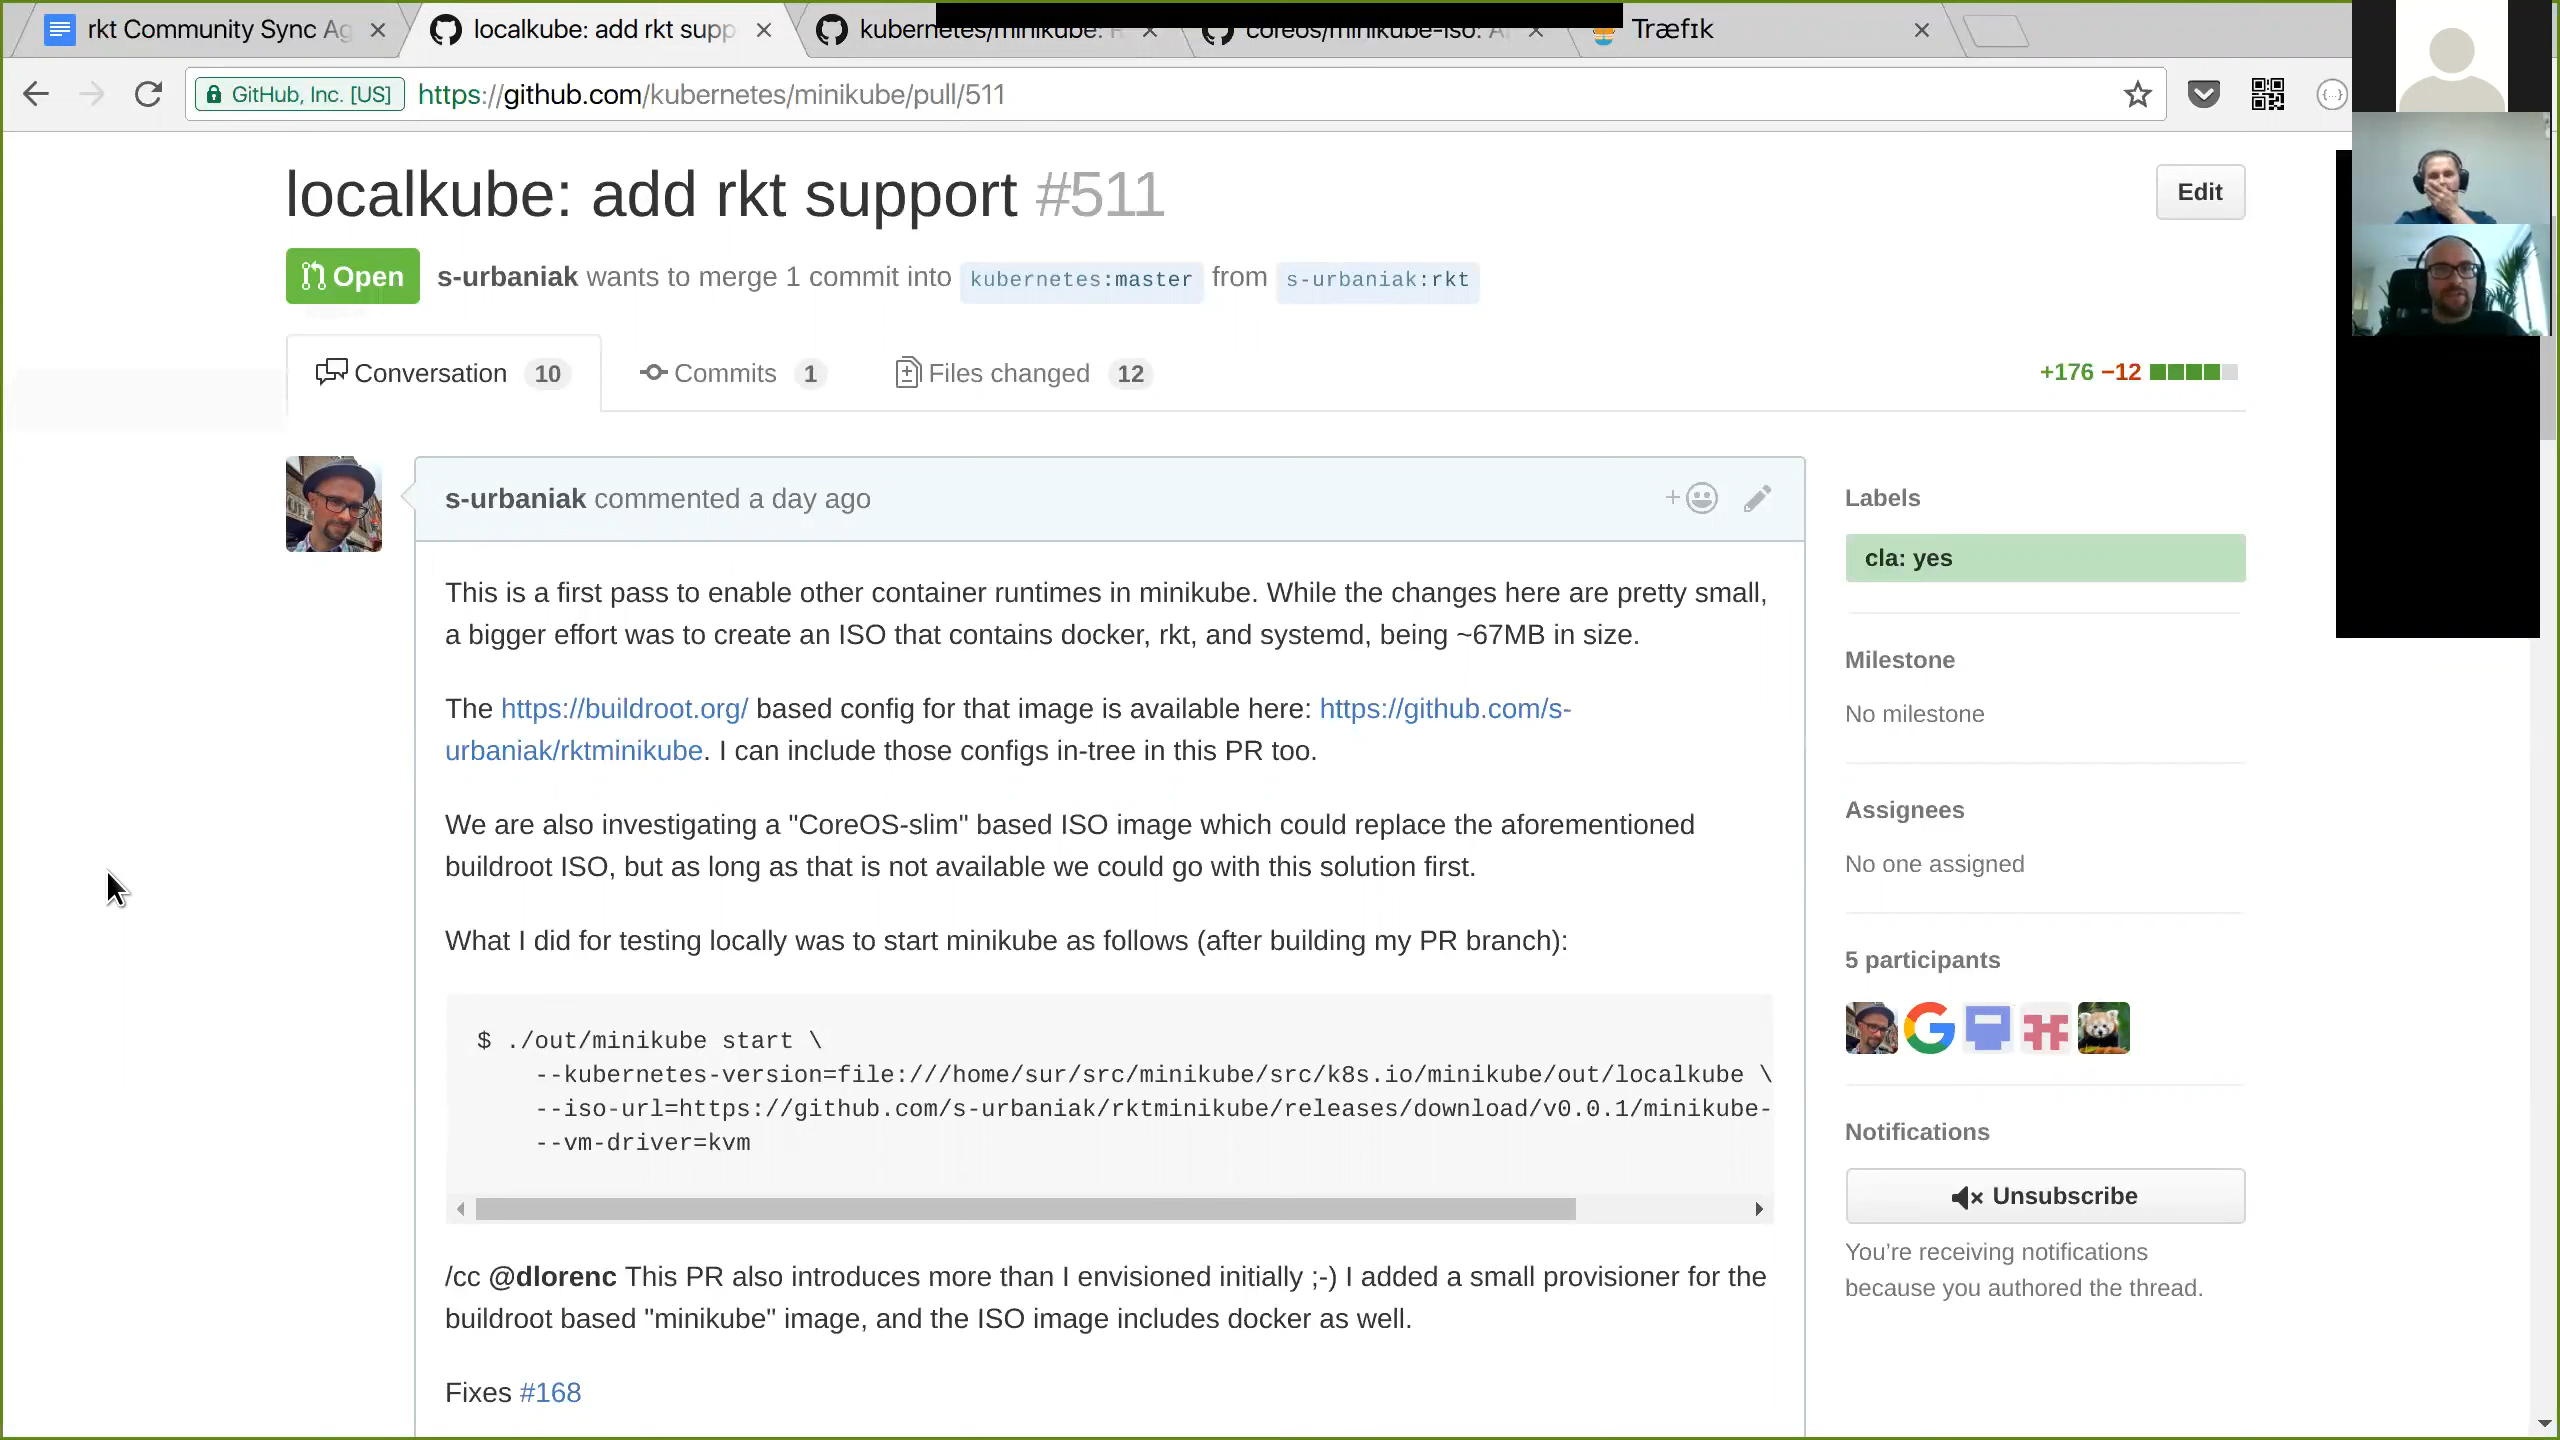 rkt Community Sync Ag
localkube: add rkt supp
kubernetes/minikube: R
coreos/minikube-iso: A
Træfɪk
GitHub, Inc. [US]
https://github.com/kubernetes/minikube/pull/511
localkube: add rkt support #511
Edit
Open
s-urbaniak wants to merge 1 commit into kubernetes:master from s-urbaniak:rkt
Conversation 10
Commits 1
Files changed 12
+176 −12
s-urbaniak commented a day ago
This is a first pass to enable other container runtimes in minikube. While the changes here are pretty small,
a bigger effort was to create an ISO that contains docker, rkt, and systemd, being ~67MB in size.
The https://buildroot.org/ based config for that image is available here: https://github.com/s-
urbaniak/rktminikube. I can include those configs in-tree in this PR too.
We are also investigating a "CoreOS-slim" based ISO image which could replace the aforementioned
buildroot ISO, but as long as that is not available we could go with this solution first.
What I did for testing locally was to start minikube as follows (after building my PR branch):
$ ./out/minikube start \
--kubernetes-version=file:///home/sur/src/minikube/src/k8s.io/minikube/out/localkube \
--iso-url=https://github.com/s-urbaniak/rktminikube/releases/download/v0.0.1/minikube-
--vm-driver=kvm
/cc @dlorenc This PR also introduces more than I envisioned initially ;-) I added a small provisioner for the
buildroot based "minikube" image, and the ISO image includes docker as well.
Fixes #168
Labels
cla: yes
Milestone
No milestone
Assignees
No one assigned
5 participants
Notifications
Unsubscribe
You're receiving notifications
because you authored the thread.